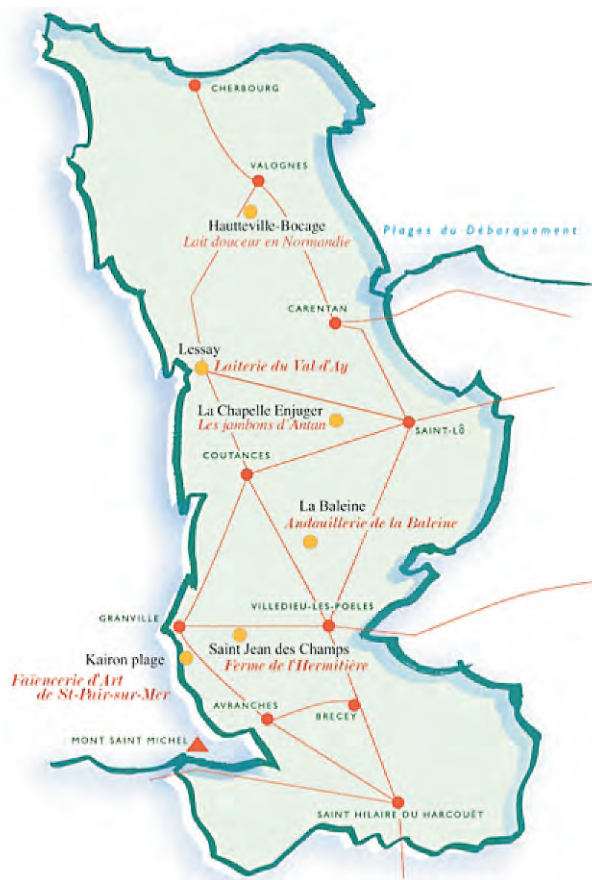 CHERBOURG
VALOGNES
Hautteville-Bocage
Lait douceur en Normandie
Plages du Débarquement
CARENTAN
Lessay
Laiterie du Val d'Ay
La Chapelle Enjuger
Les jambons d'Antan
SAINT-LÔ
COUTANCES
La Baleine
Andouillerie de la Baleine
GRANVILLE
VILLEDIEU-LES-POELES
Saint Jean des Champs
Ferme de l'Hermitière
Kairon plage
Faïencerie d'Art
de St-Pair-sur-Mer
AVRANCHES
BRECEY
MONT SAINT MICHEL
SAINT HILAIRE DU HARCOUËT